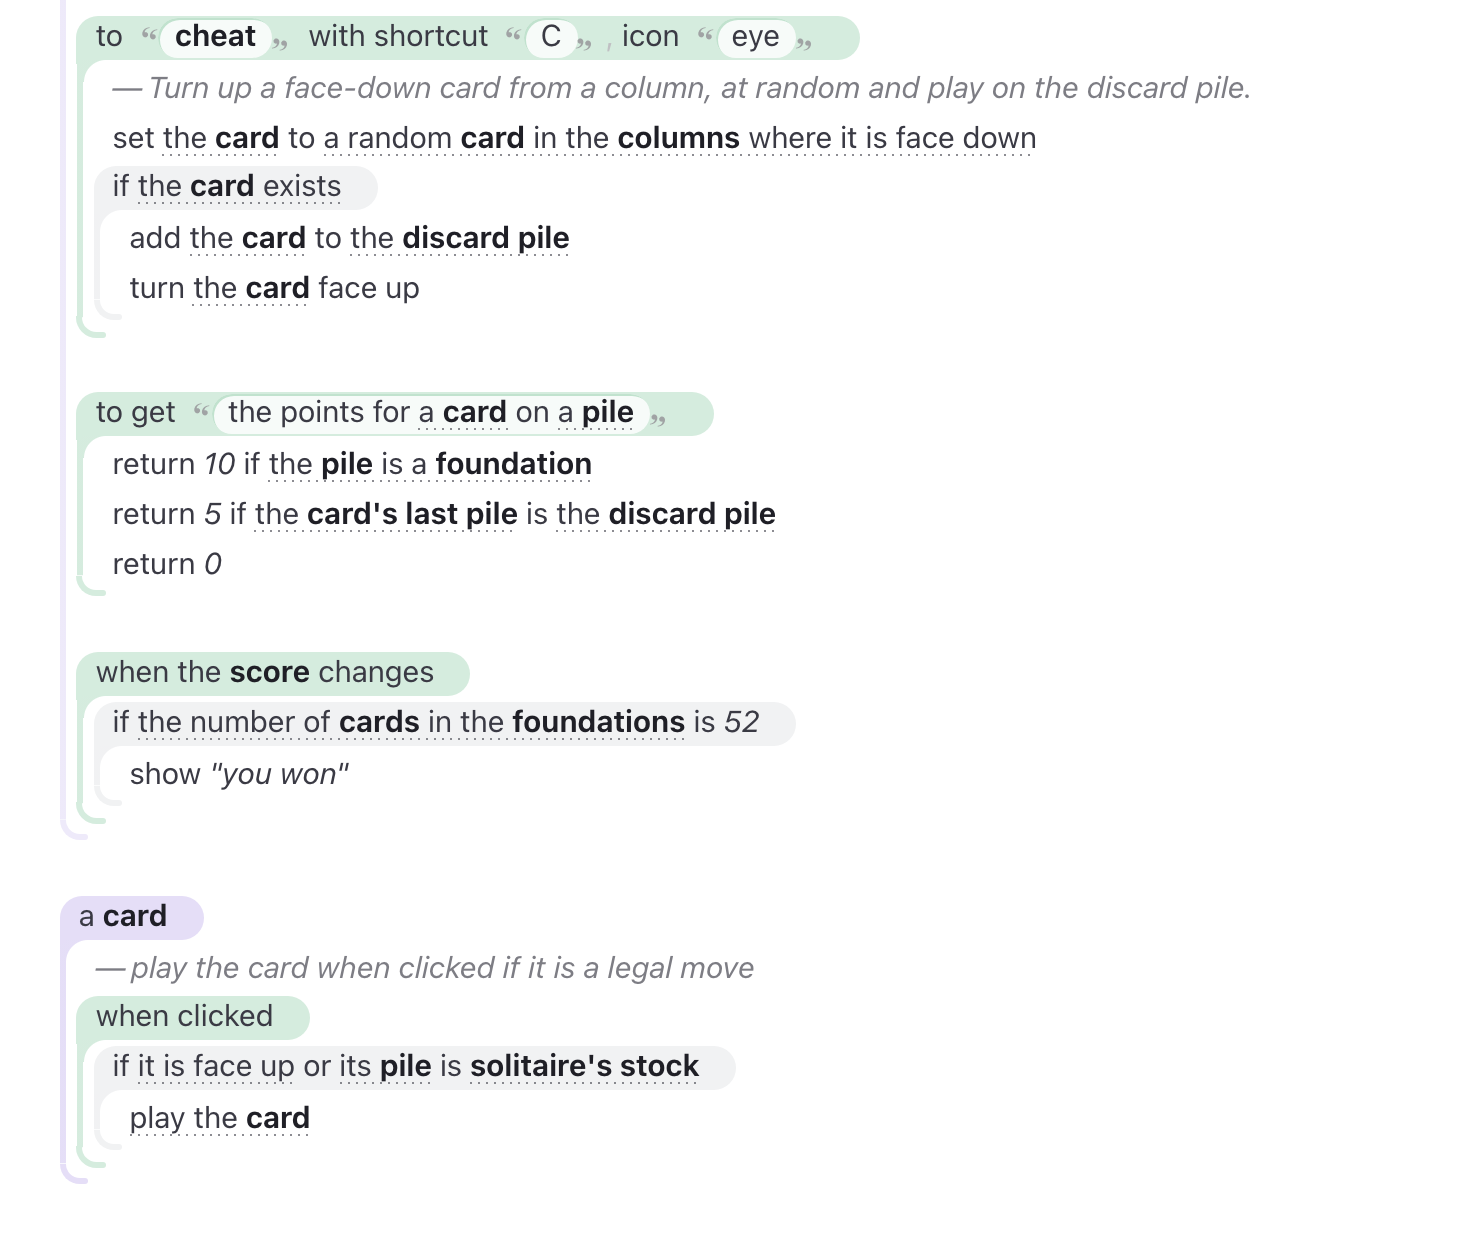 to “cheat” with shortcut “C”, icon “eye”
— Turn up a face-down card from a column, at random and play on the discard pile.
set the card to a random card in the columns where it is face down
if the card exists
add the card to the discard pile
turn the card face up
to get “the points for a card on a pile”
return 10 if the pile is a foundation
return 5 if the card's last pile is the discard pile
return 0
when the score changes
if the number of cards in the foundations is 52
show "you won"
a card
— play the card when clicked if it is a legal move
when clicked
if it is face up or its pile is solitaire's stock
play the card